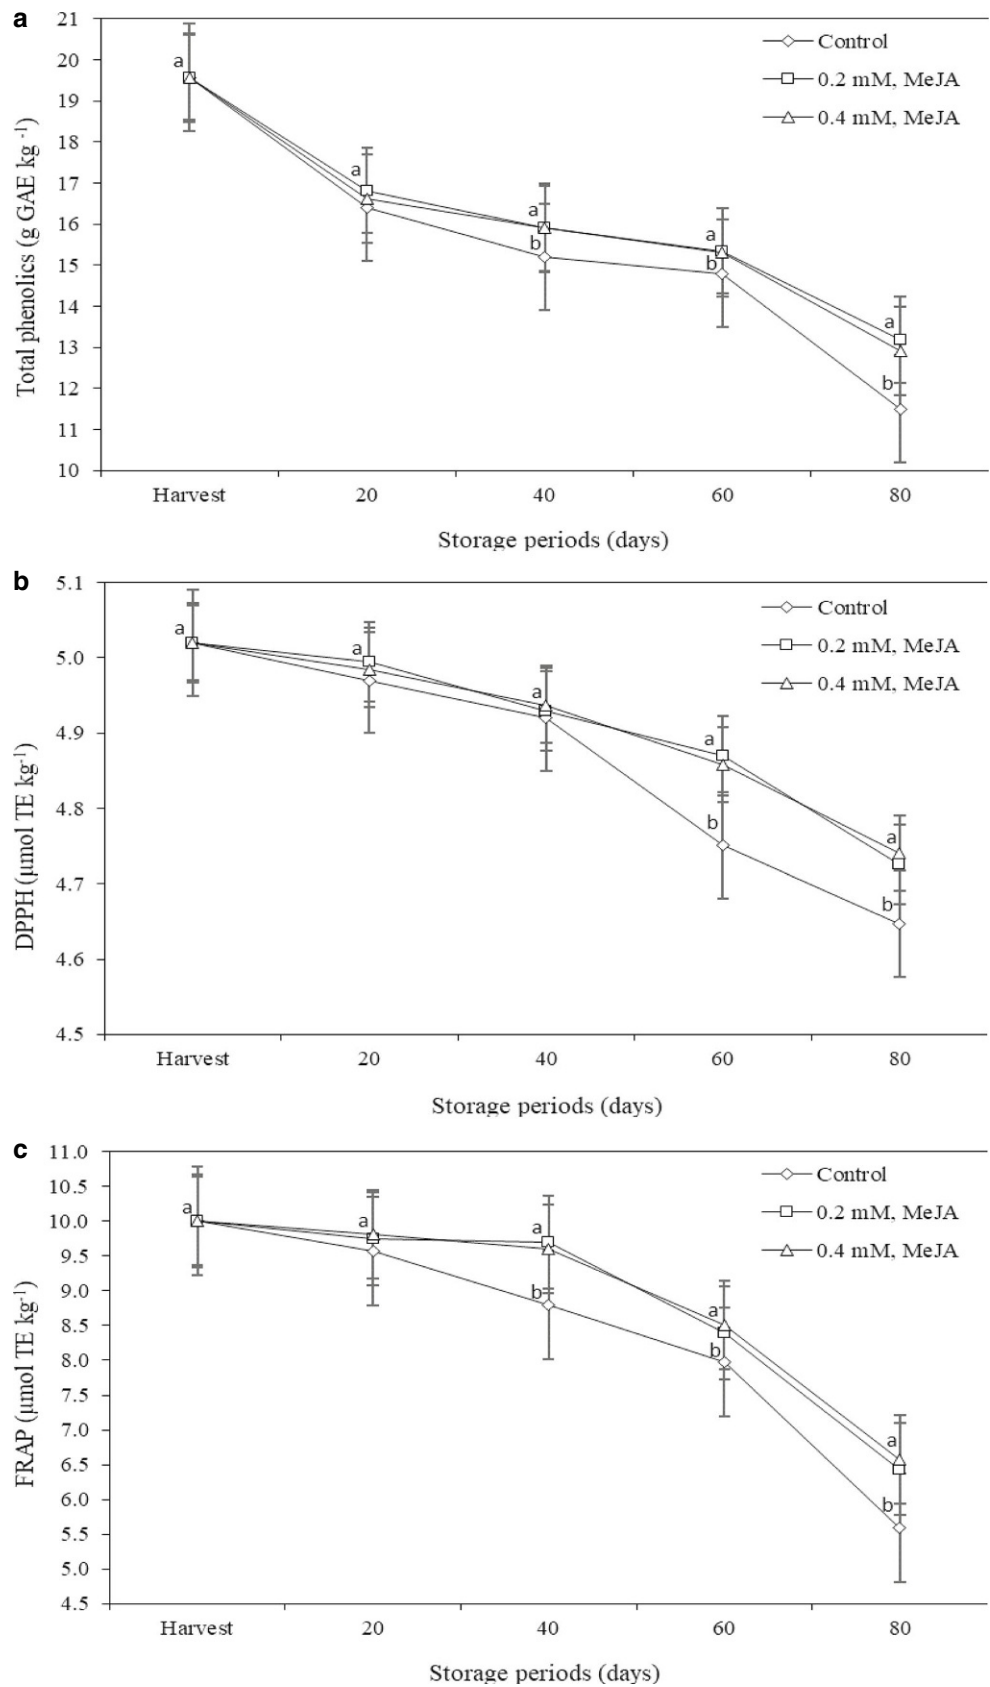 a
21
20
19
18
17
16
15
14
13
12
11
10
Total phenolics (g GAE kg⁻¹)
Control
0.2 mM, MeJA
0.4 mM, MeJA
a
a
a
b
a
b
a
b
Harvest 20 40 60 80
Storage periods (days)
b
5.1
5.0
4.9
4.8
4.7
4.6
4.5
DPPH (µmol TE kg⁻¹)
Control
0.2 mM, MeJA
0.4 mM, MeJA
a
a
a
a
b
a
b
Harvest 20 40 60 80
Storage periods (days)
c
11.0
10.5
10.0
9.5
9.0
8.5
8.0
7.5
7.0
6.5
6.0
5.5
5.0
4.5
FRAP (µmol TE kg⁻¹)
Control
0.2 mM, MeJA
0.4 mM, MeJA
a
a
a
b
a
b
a
b
Harvest 20 40 60 80
Storage periods (days)